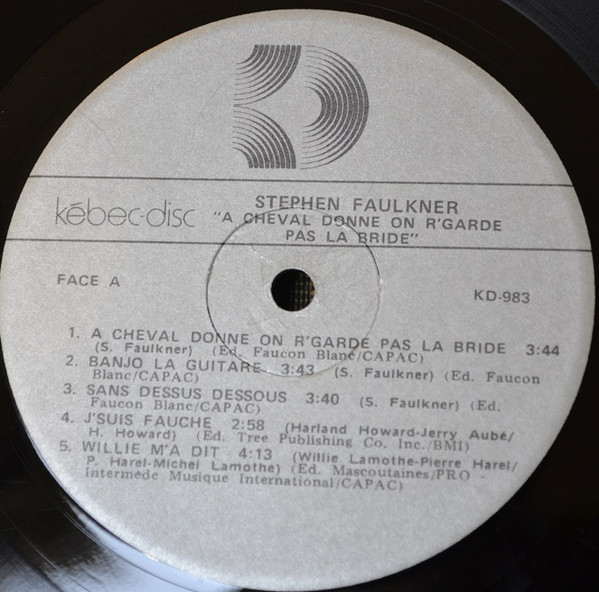 kébec-disc
STEPHEN FAULKNER
"A CHEVAL DONNE ON R'GARDE
PAS LA BRIDE"
FACE A
KD-983
1. A CHEVAL DONNE ON R'GARDE PAS LA BRIDE 3:44
(S. Faulkner) (Ed. Faucon Blanc/CAPAC)
2. BANJO LA GUITARE 3:43 (S. Faulkner) (Ed. Faucon
Blanc/CAPAC)
3. SANS DESSUS DESSOUS 3:40 (S. Faulkner) (Ed.
Faucon Blanc/CAPAC)
4. J'SUIS FAUCHE 2:58 (Harland Howard-Jerry Aubé/
H. Howard) (Ed. Tree Publishing Co. Inc./BMI)
5. WILLIE M'A DIT 4:13 (Willie Lamothe-Pierre Harel/
P. Harel-Michel Lamothe) (Ed. Mascoutaines/PRO -
Intermède Musique International/CAPAC)